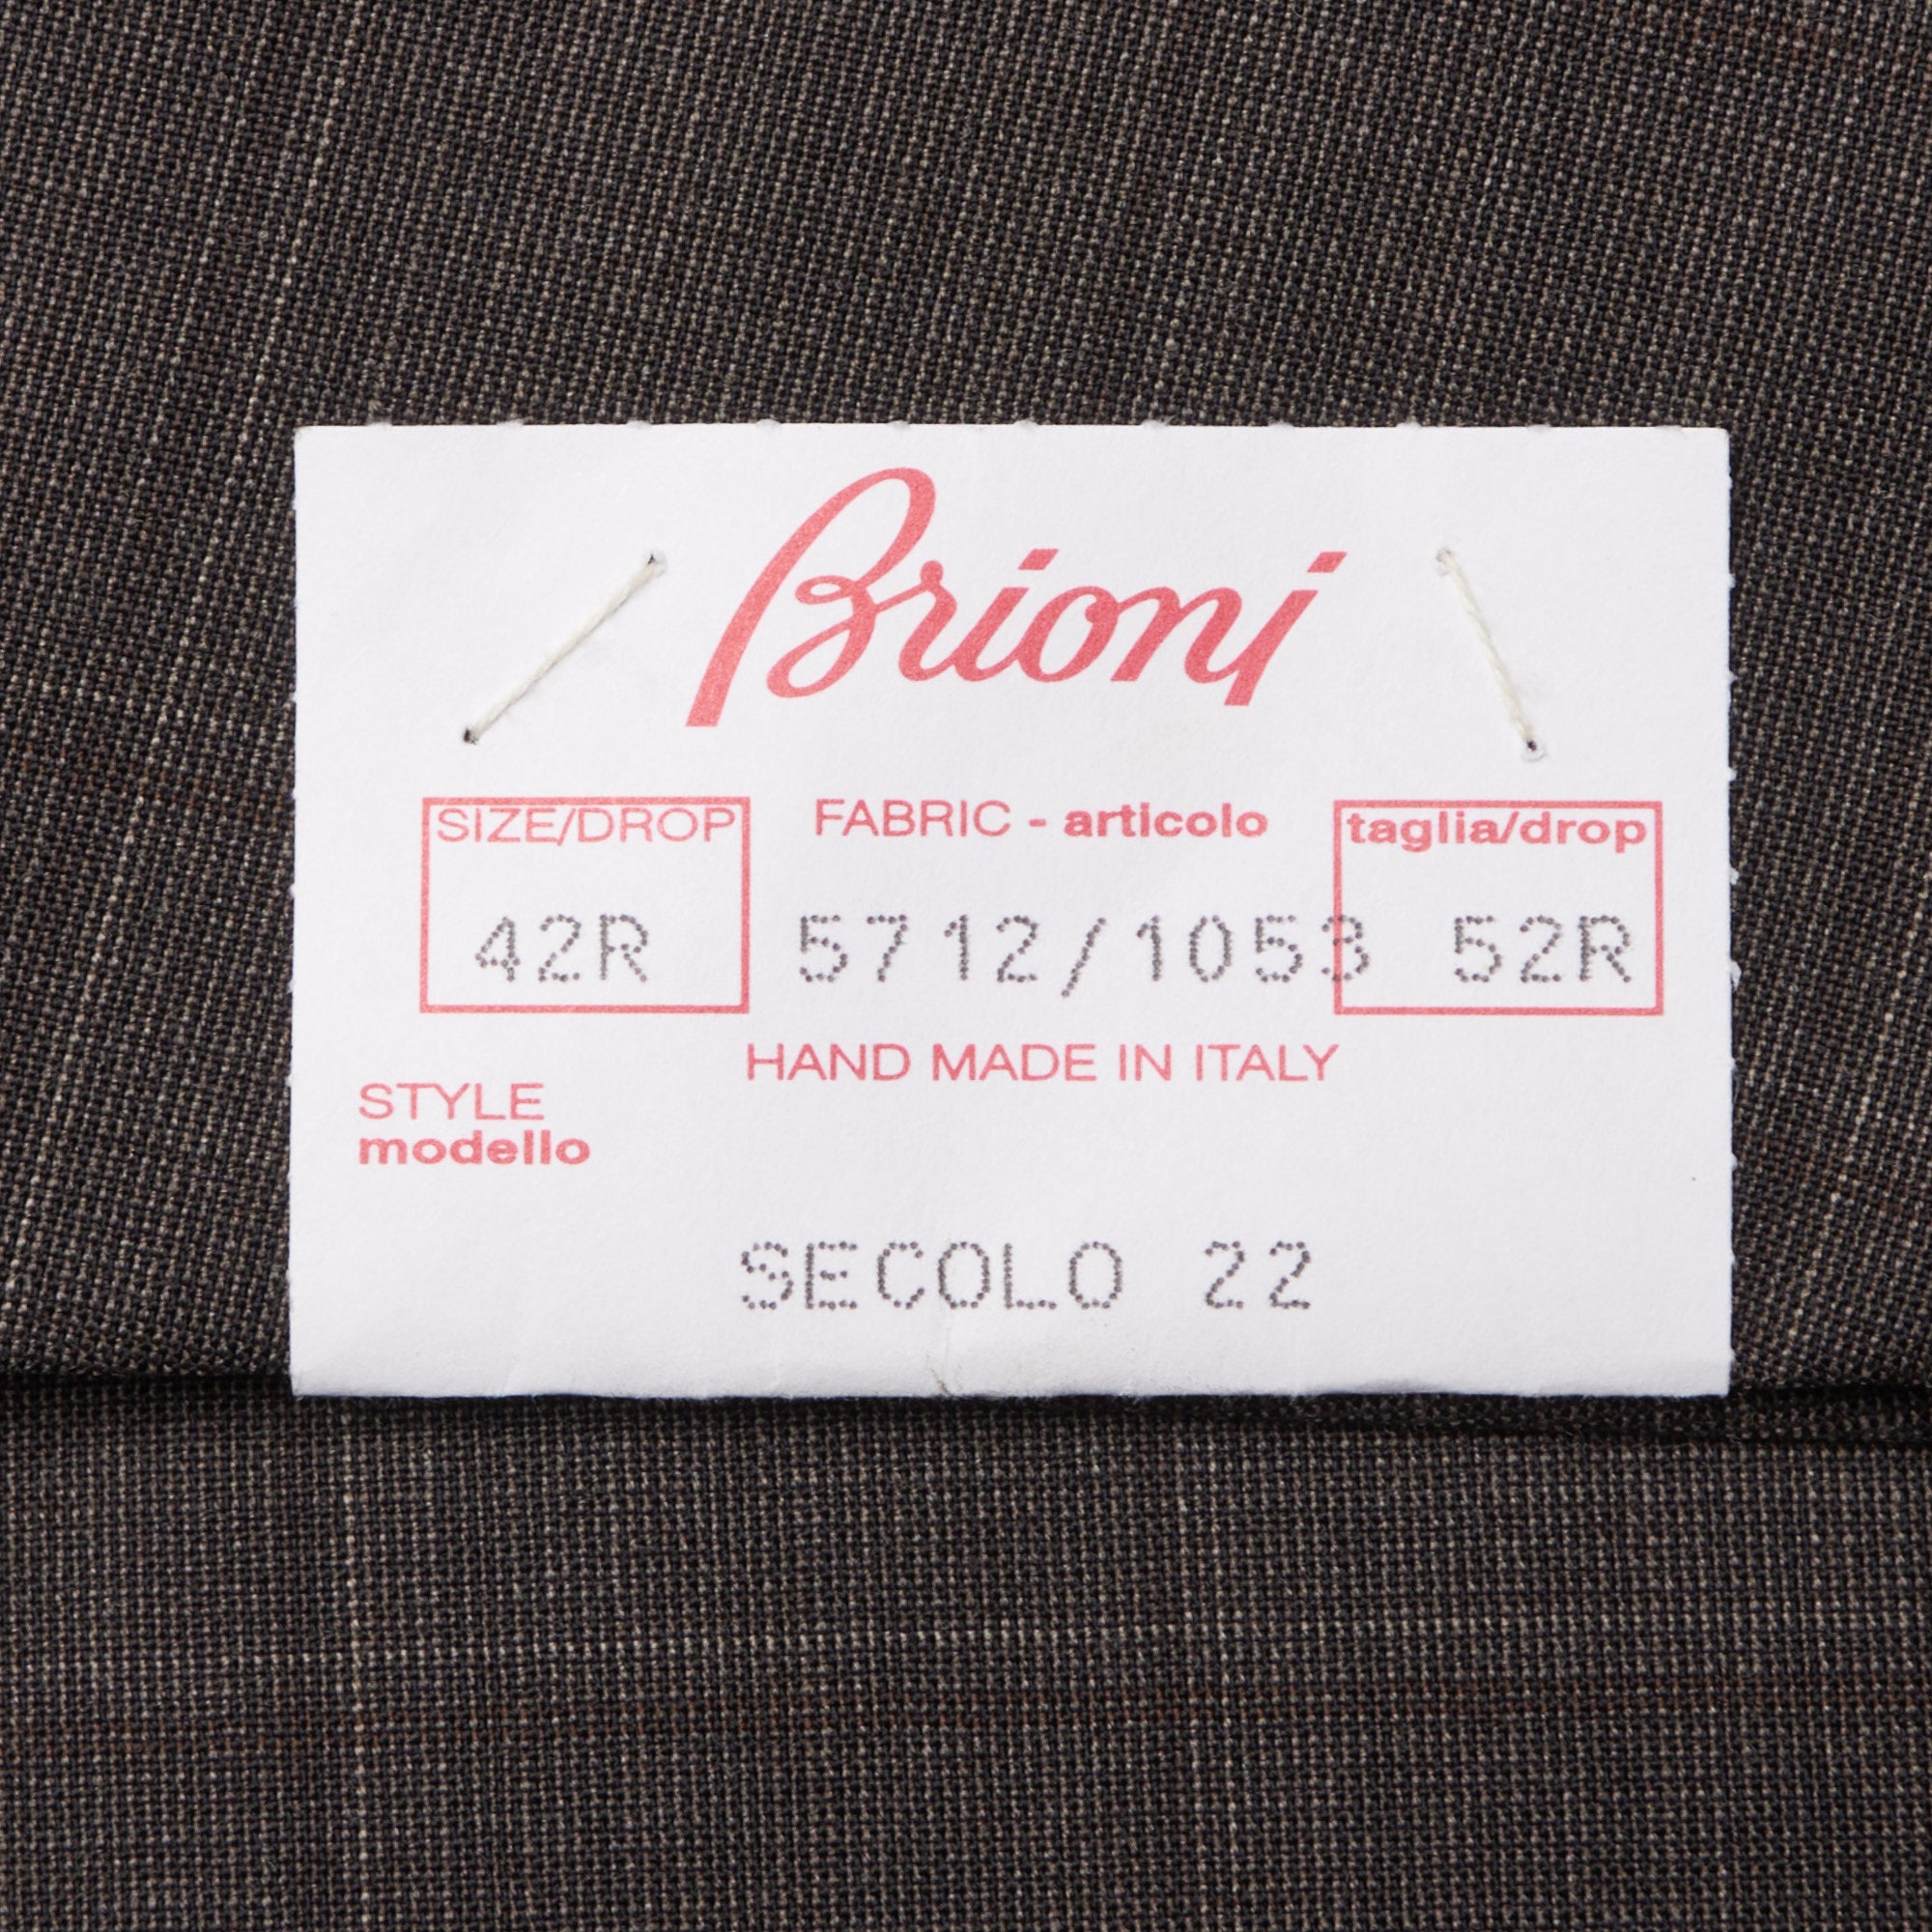 Brioni
SIZE/DROP FABRIC - articolo taglia/drop
42R 5712/1053 52R
HAND MADE IN ITALY
STYLE
modello
SECOLO 22